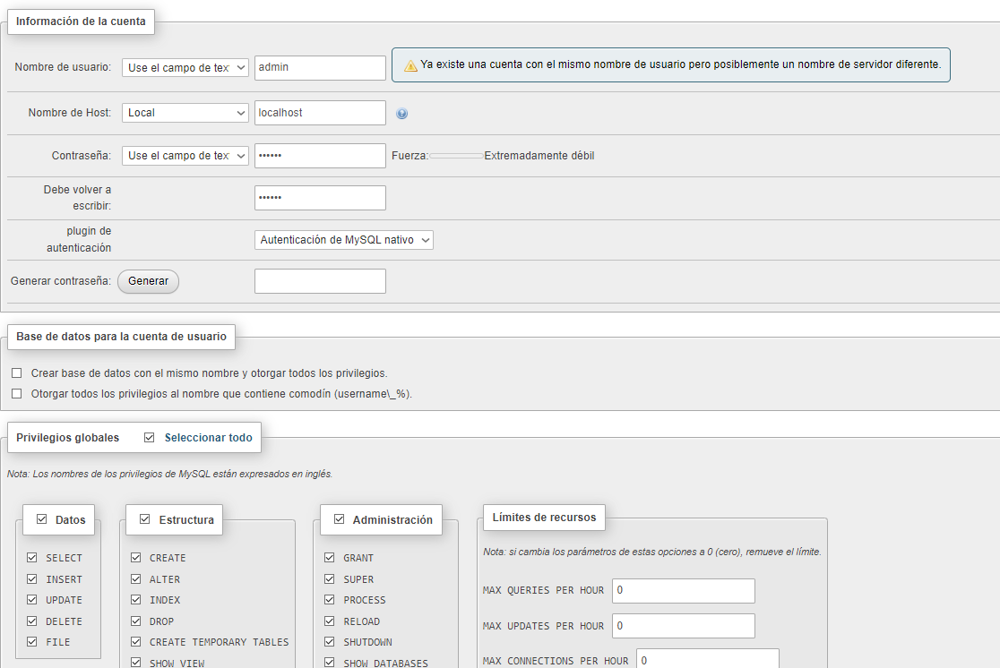 Información de la cuenta
Nombre de usuario: Use el campo de tex admin Ya existe una cuenta con el mismo nombre de usuario pero posiblemente un nombre de servidor diferente.
Nombre de Host: Local localhost
Contraseña: Use el campo de tex •••••• Fuerza: Extremadamente débil
Debe volver a
escribir: ••••••
plugin de
autenticación Autenticación de MySQL nativo
Generar contraseña: Generar
Base de datos para la cuenta de usuario
Crear base de datos con el mismo nombre y otorgar todos los privilegios.
Otorgar todos los privilegios al nombre que contiene comodín (username\_%).
Privilegios globales Seleccionar todo
Nota: Los nombres de los privilegios de MySQL están expresados en inglés.
Datos
SELECT
INSERT
UPDATE
DELETE
FILE
Estructura
CREATE
ALTER
INDEX
DROP
CREATE TEMPORARY TABLES
SHOW VIEW
Administración
GRANT
SUPER
PROCESS
RELOAD
SHUTDOWN
SHOW DATABASES
Límites de recursos
Nota: si cambia los parámetros de estas opciones a 0 (cero), remueve el límite.
MAX QUERIES PER HOUR 0
MAX UPDATES PER HOUR 0
MAX CONNECTIONS PER HOUR 0